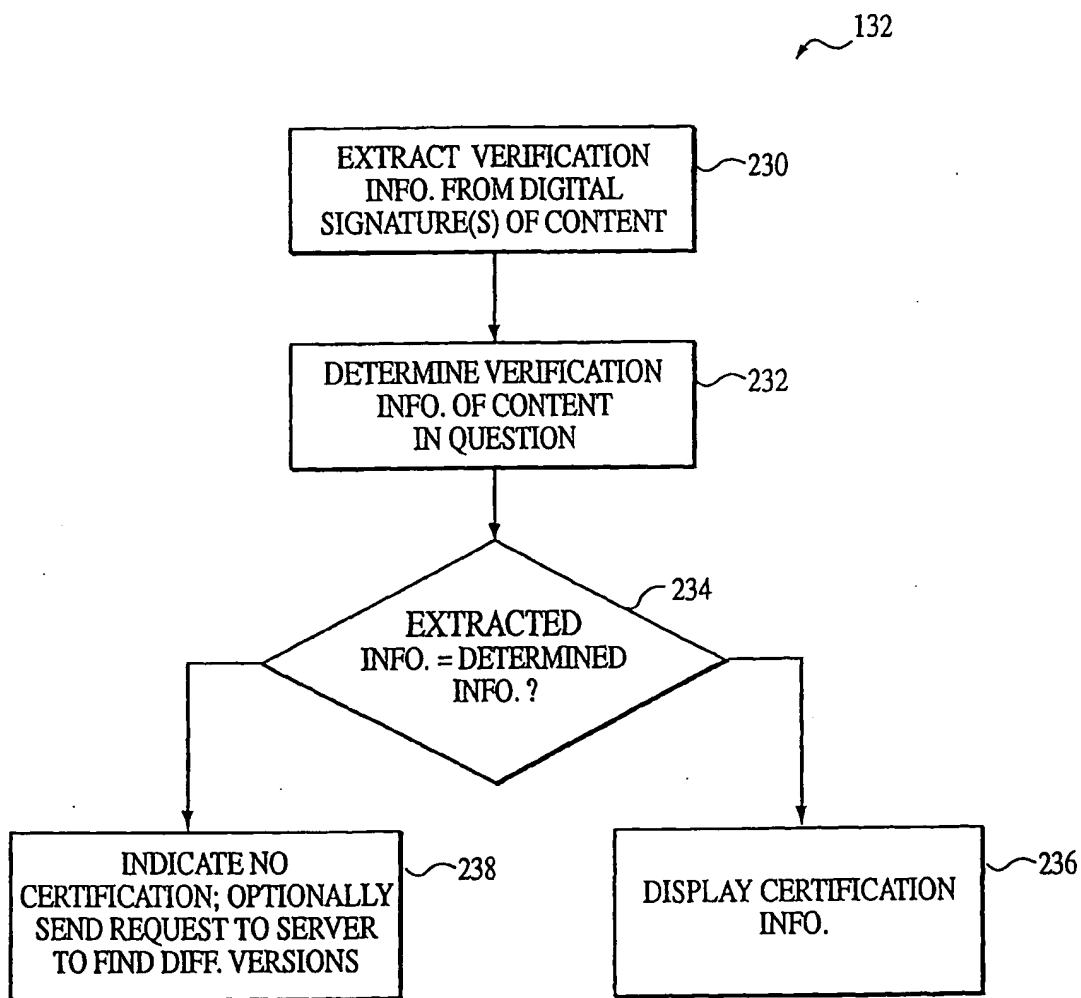 132
EXTRACT VERIFICATION
INFO. FROM DIGITAL
SIGNATURE(S) OF CONTENT
230
DETERMINE VERIFICATION
INFO. OF CONTENT
IN QUESTION
232
234
EXTRACTED
INFO. = DETERMINED
INFO. ?
INDICATE NO
CERTIFICATION; OPTIONALLY
SEND REQUEST TO SERVER
TO FIND DIFF. VERSIONS
238
DISPLAY CERTIFICATION
INFO.
236